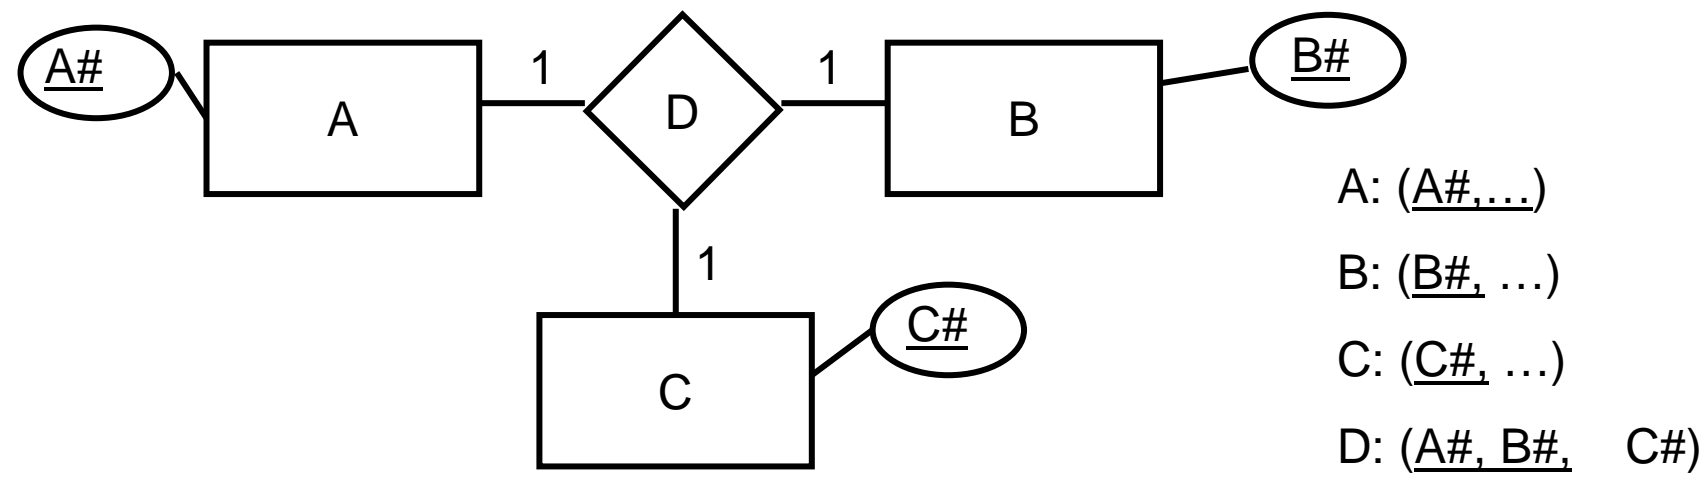 A#
A
1
D
1
B
B#
1
C
C#
A: (A#,…)
B: (B#, …)
C: (C#, …)
D: (A#, B#, C#)